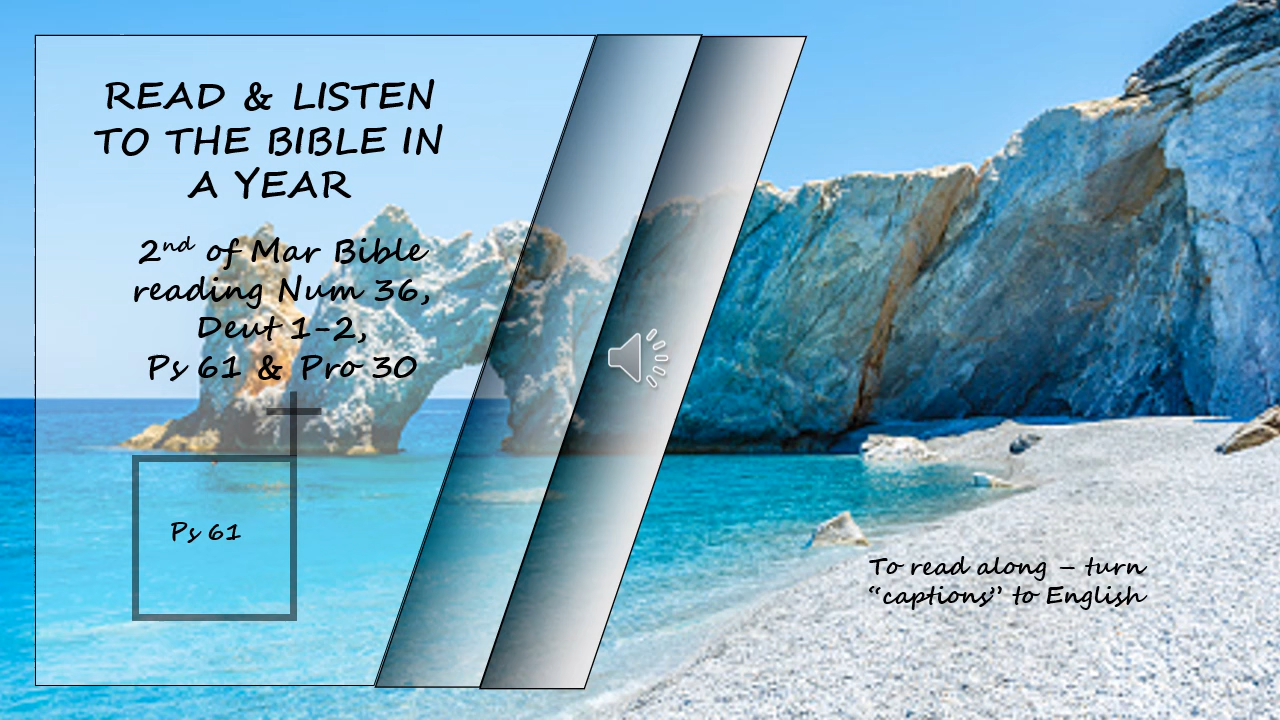 READ & LISTEN
TO THE BIBLE IN
A YEAR
2nd of Mar Bible
reading Num 36,
Deut 1-2,
Ps 61 & Pro 30
Ps 61
To read along – turn
“captions” to English